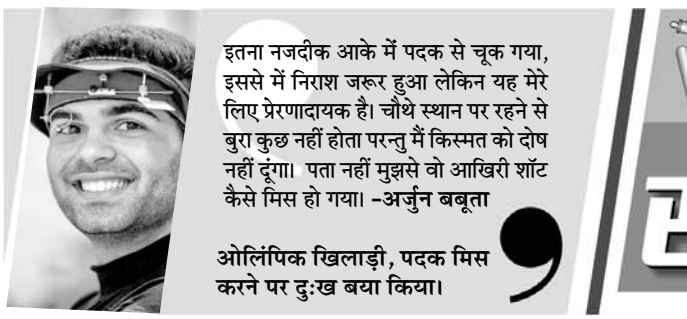 इतना नजदीक आके में पदक से चूक गया,
इससे में निराश जरूर हुआ लेकिन यह मेरे
लिए प्रेरणादायक है। चौथे स्थान पर रहने से
बुरा कुछ नहीं होता परन्तु मैं किस्मत को दोष
नहीं दूंगा। पता नहीं मुझसे वो आखिरी शॉट
कैसे मिस हो गया। -अर्जुन बबूता
ओलिंपिक खिलाड़ी, पदक मिस
करने पर दुःख बया किया।